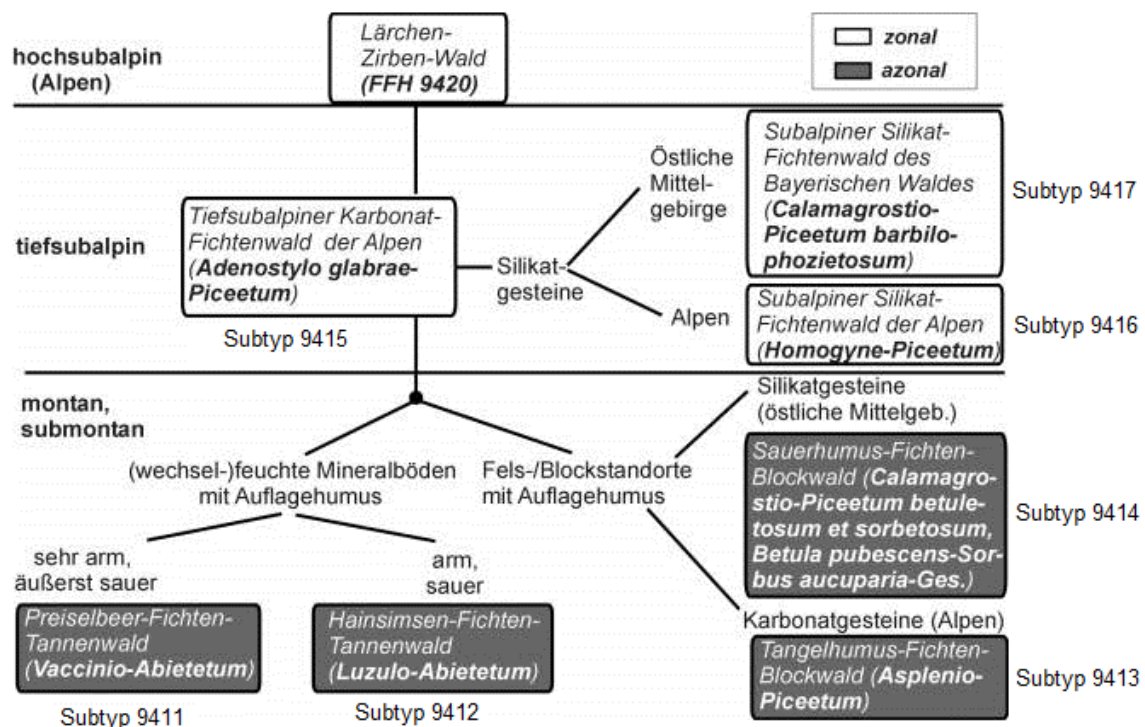 hochsubalpin
(Alpen)
Lärchen-
Zirben-Wald
(FFH 9420)
zonal
azonal
tiefsubalpin
Tiefsubalpiner Karbonat-
Fichtenwald der Alpen
(Adenostylo glabrae-
Piceetum)
Subtyp 9415
Silikat-
gesteine
Östliche
Mittel-
gebirge
Alpen
Subalpiner Silikat-
Fichtenwald des
Bayerischen Waldes
(Calamagrostio-
Piceetum barbilo-
phozietosum)
Subtyp 9417
Subalpiner Silikat-
Fichtenwald der Alpen
(Homogyne-Piceetum)
Subtyp 9416
montan,
submontan
(wechsel-)feuchte Mineralböden
mit Auflagehumus
Fels-/Blockstandorte
mit Auflagehumus
sehr arm,
äußerst sauer
arm,
sauer
Preiselbeer-Fichten-
Tannenwald
(Vaccinio-Abietetum)
Subtyp 9411
Hainsimsen-Fichten-
Tannenwald
(Luzulo-Abietetum)
Subtyp 9412
Silikatgesteine
(östliche Mittelgeb.)
Sauerhumus-Fichten-
Blockwald (Calamagro-
stio-Piceetum betule-
tosum et sorbetosum,
Betula pubescens-Sor-
bus aucuparia-Ges.)
Subtyp 9414
Karbonatgesteine (Alpen)
Tangelhumus-Fichten-
Blockwald (Asplenio-
Piceetum)
Subtyp 9413